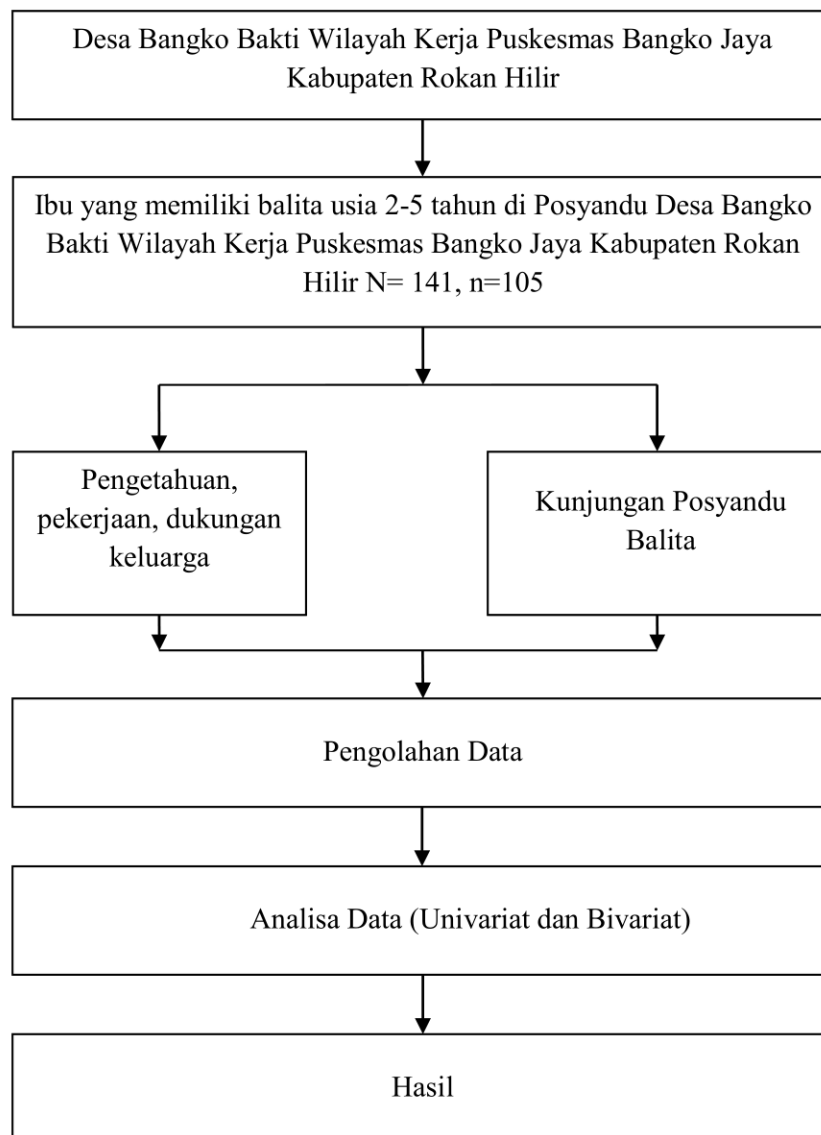 Desa Bangko Bakti Wilayah Kerja Puskesmas Bangko Jaya
Kabupaten Rokan Hilir
Ibu yang memiliki balita usia 2-5 tahun di Posyandu Desa Bangko
Bakti Wilayah Kerja Puskesmas Bangko Jaya Kabupaten Rokan
Hilir N= 141, n=105
Pengetahuan,
pekerjaan, dukungan
keluarga
Kunjungan Posyandu
Balita
Pengolahan Data
Analisa Data (Univariat dan Bivariat)
Hasil